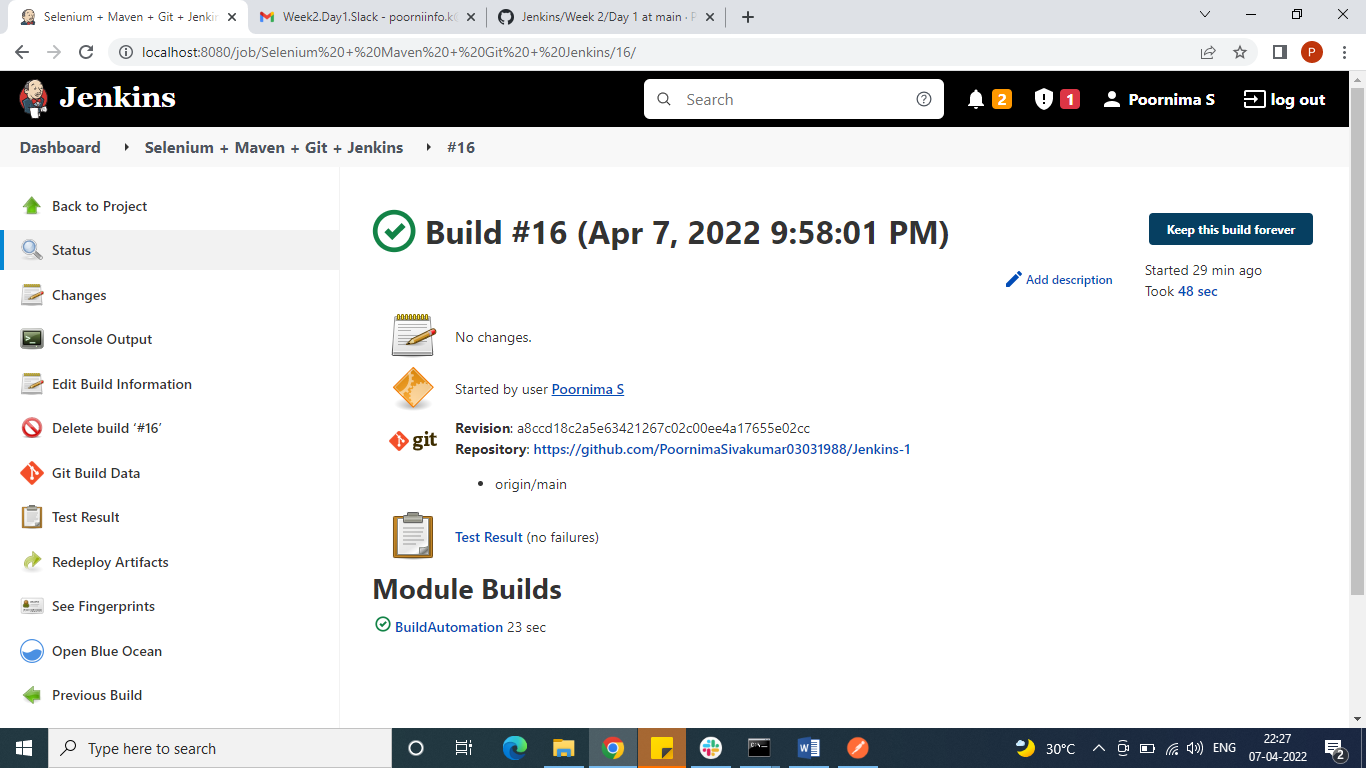 Selenium + Maven + Git + Jenkin
Week2.Day1.Slack - poorniinfo.k
Jenkins/Week 2/Day 1 at main · P
localhost:8080/job/Selenium%20+%20Maven%20+%20Git%20+%20Jenkins/16/
P
Jenkins
Search
2
1
Poornima S
log out
Dashboard
Selenium + Maven + Git + Jenkins
#16
Back to Project
Status
Changes
Console Output
Edit Build Information
Delete build ‘#16’
Git Build Data
Test Result
Redeploy Artifacts
See Fingerprints
Open Blue Ocean
Previous Build
Build #16 (Apr 7, 2022 9:58:01 PM)
Keep this build forever
Add description
Started 29 min ago
Took 48 sec
No changes.
Started by user Poornima S
git
Revision: a8ccd18c2a5e63421267c02c00ee4a17655e02cc
Repository: https://github.com/PoornimaSivakumar03031988/Jenkins-1
• origin/main
Test Result (no failures)
Module Builds
BuildAutomation 23 sec
Type here to search
30°C
ENG
22:27
07-04-2022
2